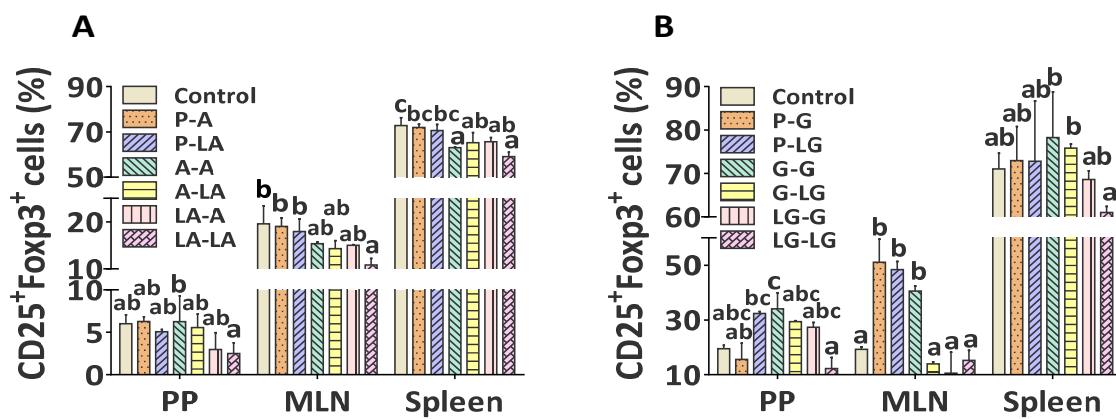 A
CD25+Foxp3+ cells (%)
90
70
50
20
10
10
5
0
Control
P-A
P-LA
A-A
A-LA
LA-A
LA-LA
ab
ab
ab
b
ab
ab
a
b
b
b
ab
ab
ab
a
c
bc
bc
a
ab
ab
a
PP
MLN
Spleen
B
CD25+Foxp3+ cells (%)
90
80
70
60
50
30
10
Control
P-G
P-LG
G-G
G-LG
LG-G
LG-LG
abc
ab
bc
c
abc
abc
a
a
b
b
b
a
a
a
ab
ab
ab
b
b
ab
a
PP
MLN
Spleen